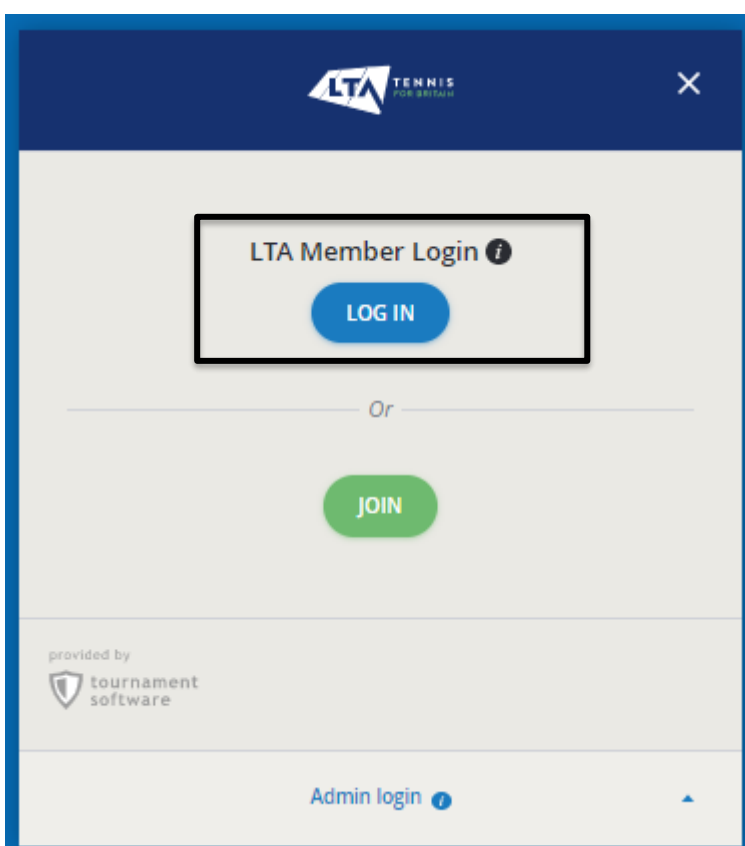 LTA TENNIS
FOR BRITAIN
LTA Member Login i
LOG IN
Or
JOIN
provided by
tournament
software
Admin login i